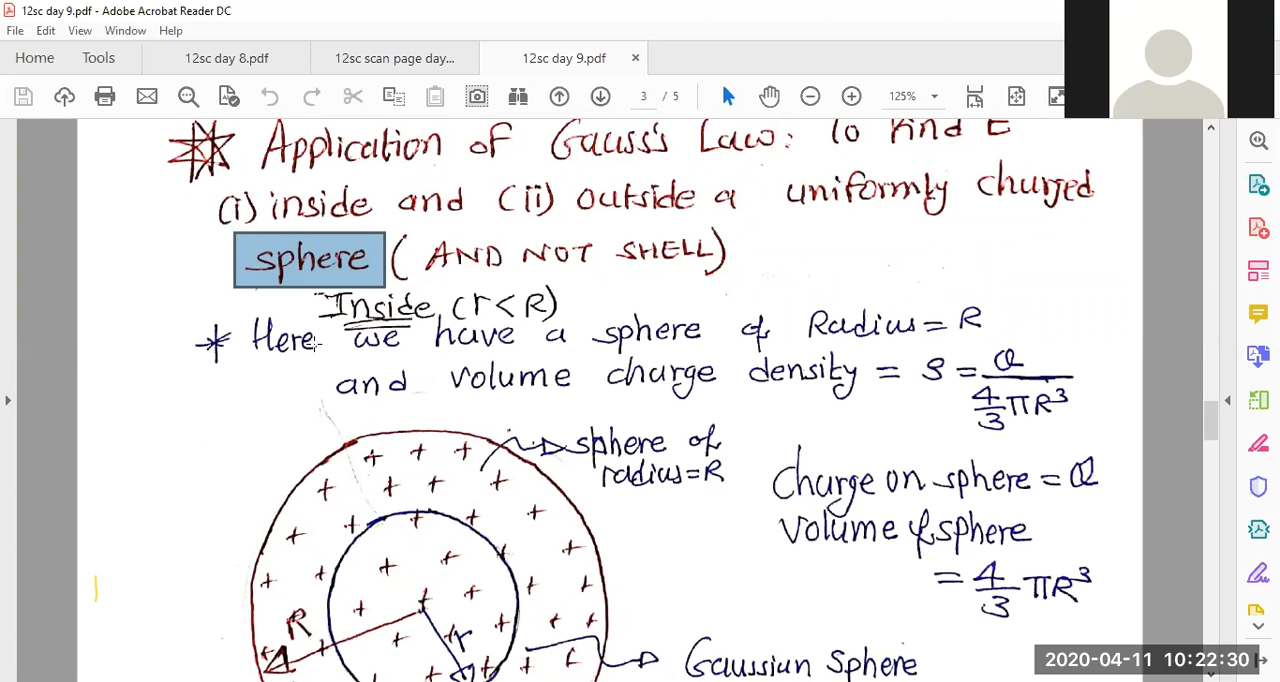 12sc day 9.pdf - Adobe Acrobat Reader DC
File Edit View Window Help
Home Tools 12sc day 8.pdf 12sc scan page day... 12sc day 9.pdf ×
3 / 5 125%
Application of Gauss's Law: To Find E
(i) inside and (ii) outside a uniformly charged
sphere (AND NOT SHELL)
Inside (r < R)
* Here we have a sphere of Radius = R
and volume charge density = ρ = Q
4/3 πR³
sphere of
radius = R
Charge on sphere = Q
volume of sphere
= 4/3 πR³
R
r
Gaussian Sphere
2020-04-11 10:22:30